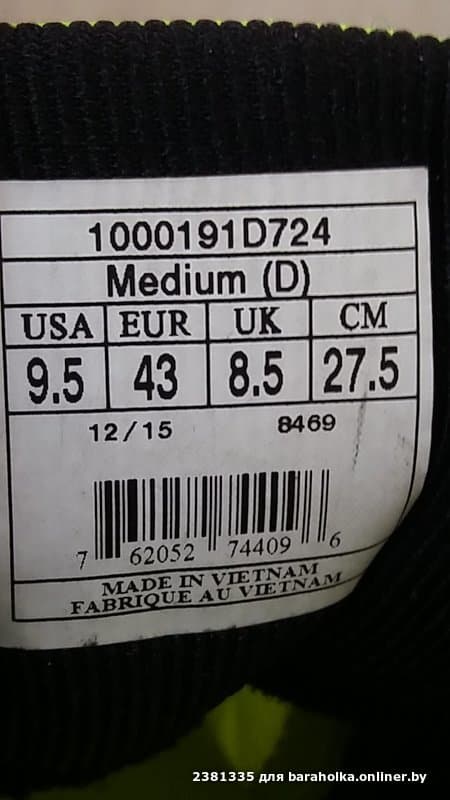 1000191D724
Medium (D)
USA EUR UK CM
9.5 43 8.5 27.5
12/15 8469
7 62052 74409 6
MADE IN VIETNAM
FABRIQUE AU VIETNAM
2381335 для baraholka.onliner.by